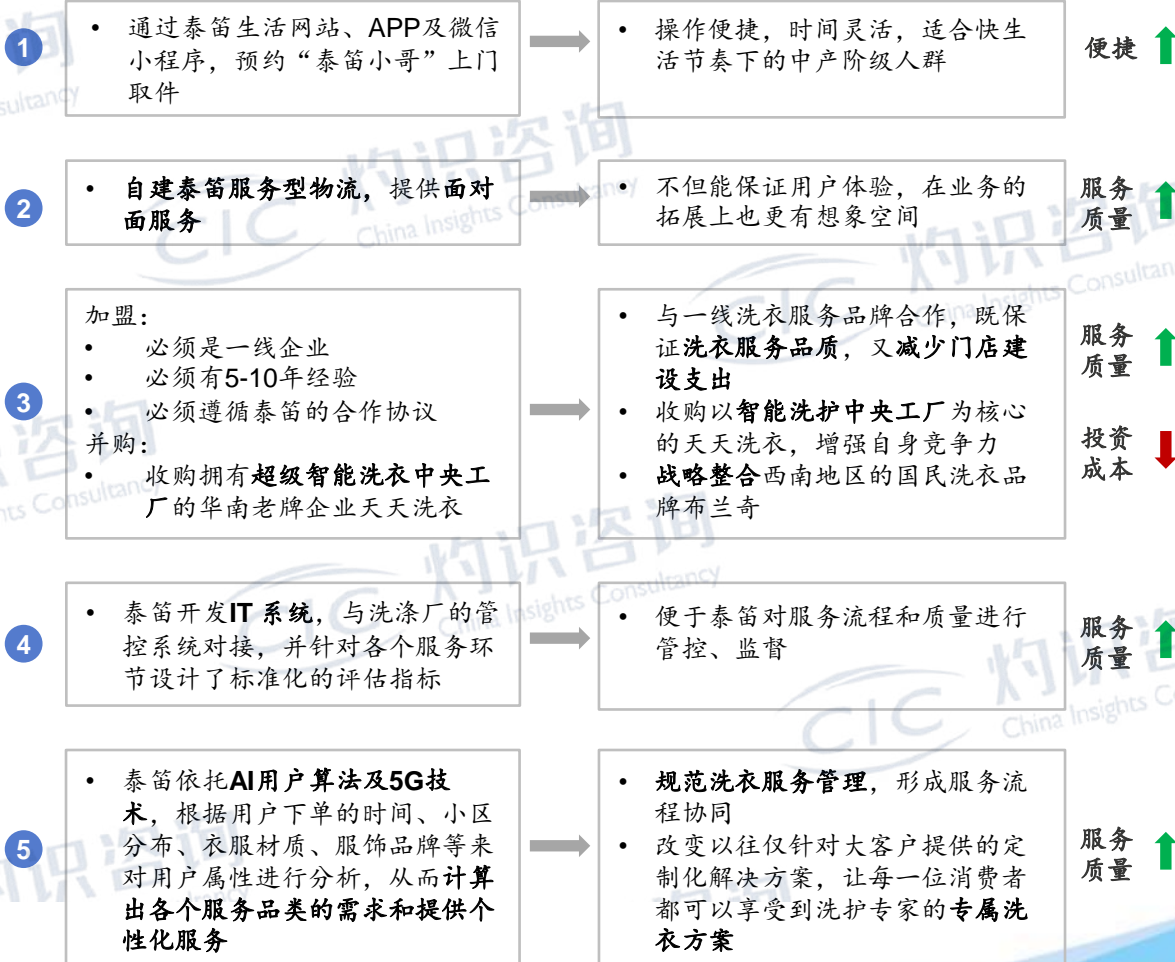 1
• 通过泰笛生活网站、APP及微信
小程序，预约“泰笛小哥”上门
取件
• 操作便捷，时间灵活，适合快生
活节奏下的中产阶级人群
便捷
2
• 自建泰笛服务型物流，提供面对
面服务
• 不但能保证用户体验，在业务的
拓展上也更有想象空间
服务
质量
3
加盟：
• 必须是一线企业
• 必须有5-10年经验
• 必须遵循泰笛的合作协议
并购：
• 收购拥有超级智能洗衣中央工
厂的华南老牌企业天天洗衣
• 与一线洗衣服务品牌合作，既保
证洗衣服务品质，又减少门店建
设支出
• 收购以智能洗护中央工厂为核心
的天天洗衣，增强自身竞争力
• 战略整合西南地区的国民洗衣品
牌布兰奇
服务
质量
投资
成本
4
• 泰笛开发IT 系统，与洗涤厂的管
控系统对接，并针对各个服务环
节设计了标准化的评估指标
• 便于泰笛对服务流程和质量进行
管控、监督
服务
质量
5
• 泰笛依托AI用户算法及5G技
术，根据用户下单的时间、小区
分布、衣服材质、服饰品牌等来
对用户属性进行分析，从而计算
出各个服务品类的需求和提供个
性化服务
• 规范洗衣服务管理，形成服务流
程协同
• 改变以往仅针对大客户提供的定
制化解决方案，让每一位消费者
都可以享受到洗护专家的专属洗
衣方案
服务
质量
CIC 灼识咨询
China Insights Consultancy